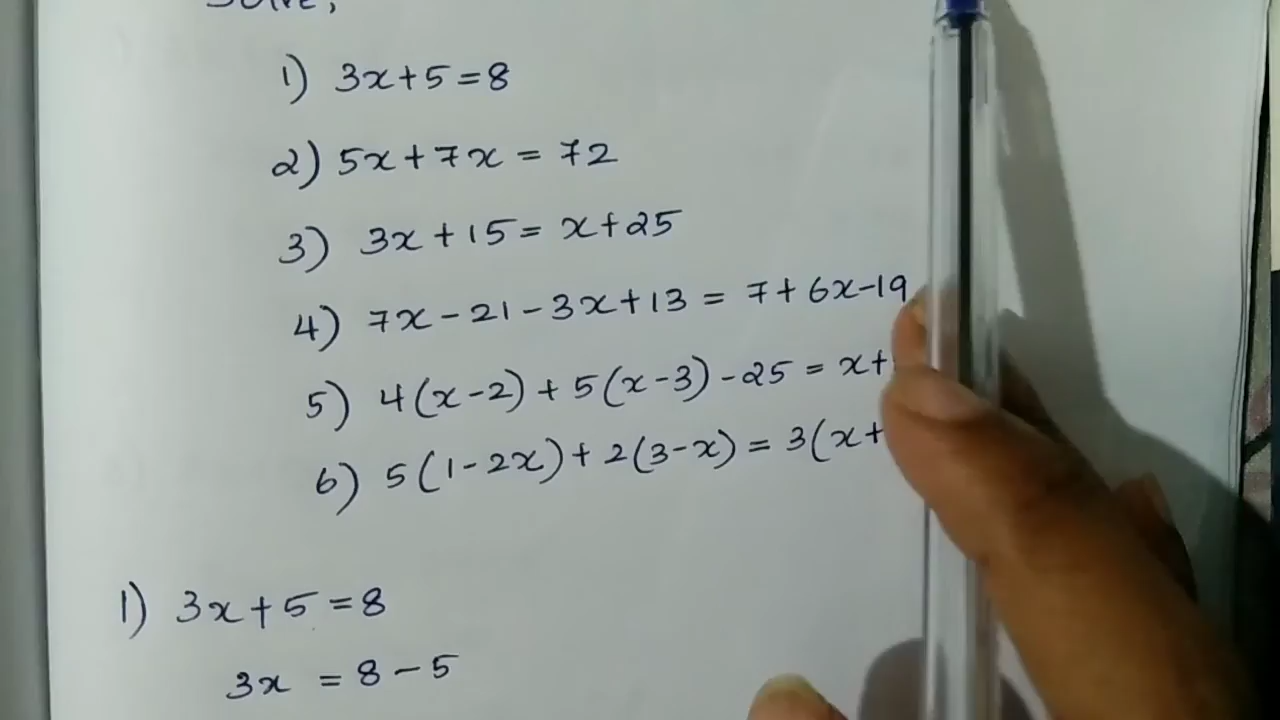 1) 3x+5=8
2) 5x+7x = 72
3) 3x+15= x+25
4) 7x-21-3x+13 = 7+6x-19
5) 4(x-2)+5(x-3)-25 = x+
6) 5(1-2x)+2(3-x) = 3(x+
1) 3x+5=8
3x = 8-5